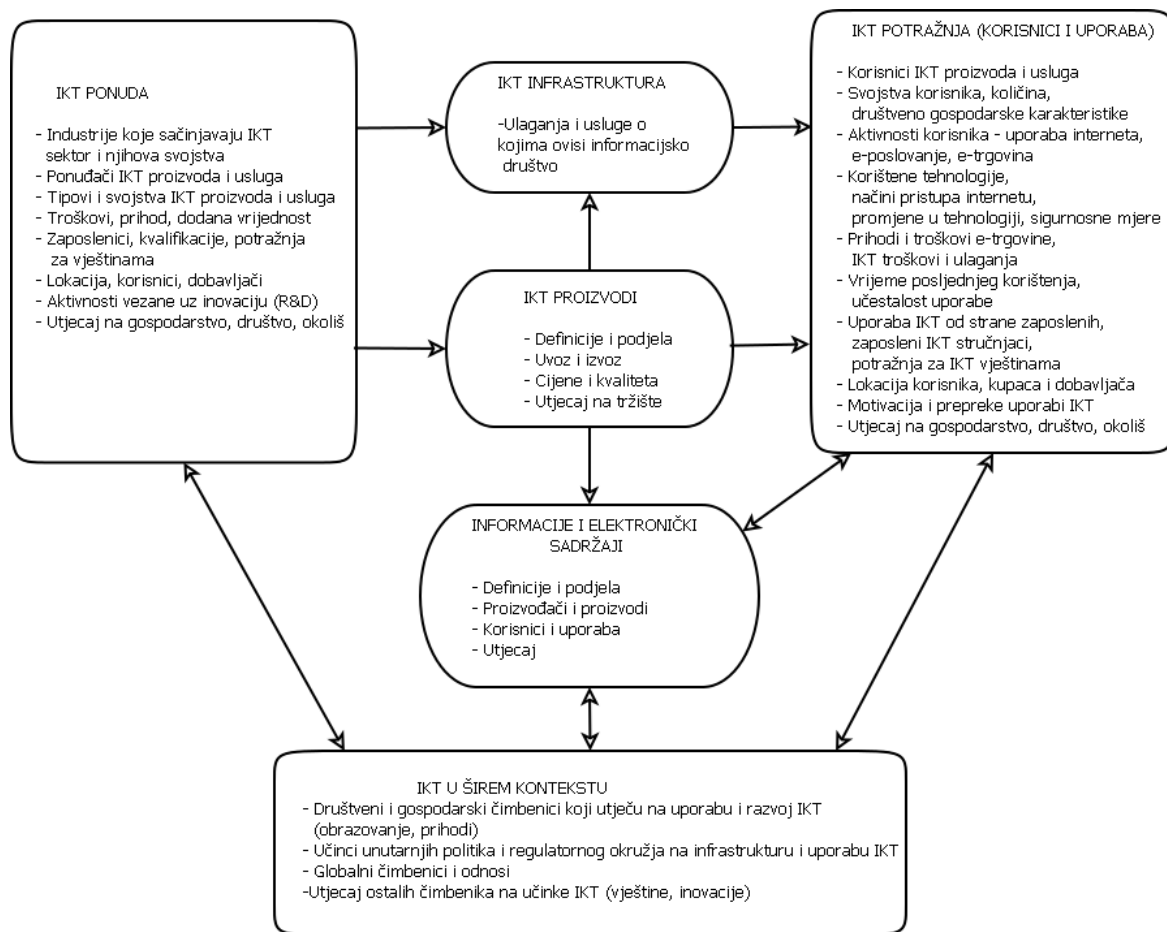 IKT PONUDA
- Industrije koje sačinjavaju IKT
sektor i njihova svojstva
- Ponuđači IKT proizvoda i usluga
- Tipovi i svojstva IKT proizvoda i usluga
- Troškovi, prihod, dodana vrijednost
- Zaposlenici, kvalifikacije, potražnja
za vještinama
- Lokacija, korisnici, dobavljači
- Aktivnosti vezane uz inovaciju (R&D)
- Utjecaj na gospodarstvo, društvo, okoliš
IKT INFRASTRUKTURA
-Ulaganja i usluge o
kojima ovisi informacijsko
društvo
IKT PROIZVODI
- Definicije i podjela
- Uvoz i izvoz
- Cijene i kvaliteta
- Utjecaj na tržište
IKT POTRAŽNJA (KORISNICI I UPORABA)
- Korisnici IKT proizvoda i usluga
- Svojstva korisnika, količina,
društveno gospodarske karakteristike
- Aktivnosti korisnika - uporaba interneta,
e-poslovanje, e-trgovina
- Korištene tehnologije,
načini pristupa internetu,
promjene u tehnologiji, sigurnosne mjere
- Prihodi i troškovi e-trgovine,
IKT troškovi i ulaganja
- Vrijeme posljednjeg korištenja,
učestalost uporabe
- Uporaba IKT od strane zaposlenih,
zaposleni IKT stručnjaci,
potražnja za IKT vještinama
- Lokacija korisnika, kupaca i dobavljača
- Motivacija i prepreke uporabi IKT
- Utjecaj na gospodarstvo, društvo, okoliš
INFORMACIJE I ELEKTRONIČKI
SADRŽAJI
- Definicije i podjela
- Proizvođači i proizvodi
- Korisnici i uporaba
- Utjecaj
IKT U ŠIREM KONTEKSTU
- Društveni i gospodarski čimbenici koji utječu na uporabu i razvoj IKT
(obrazovanje, prihodi)
- Učinci unutarnjih politika i regulatornog okružja na infrastrukturu i uporabu IKT
- Globalni čimbenici i odnosi
-Utjecaj ostalih čimbenika na učinke IKT (vještine, inovacije)